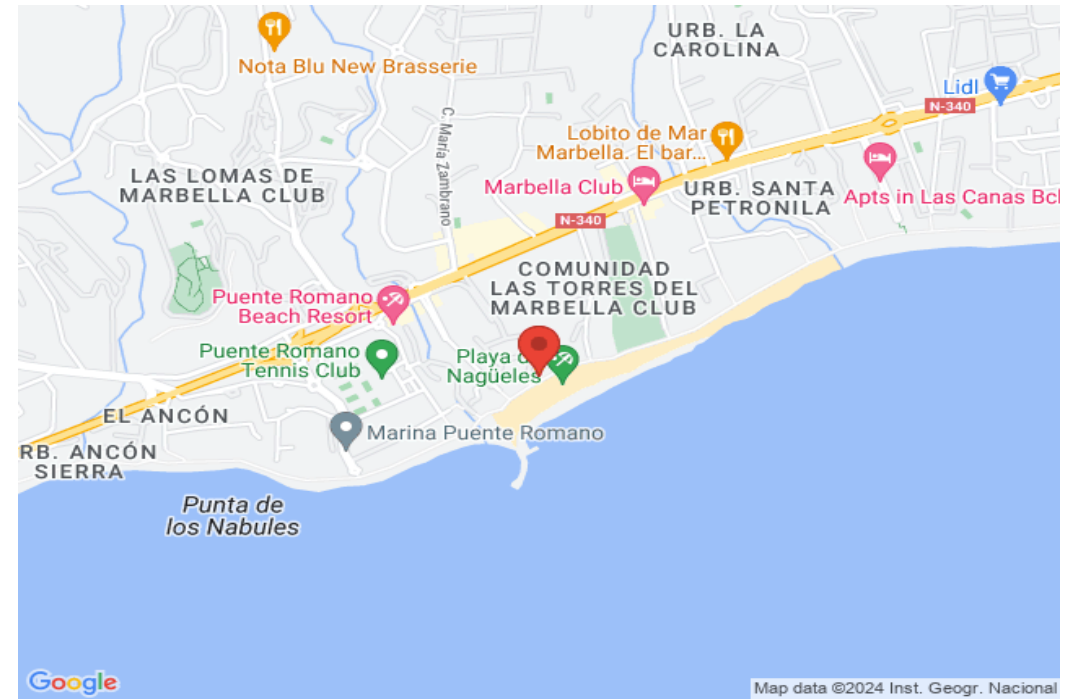 URB. LA
CAROLINA
Nota Blu New Brasserie
Lidl
N-340
C. María Zambrano
Lobito de Mar
Marbella. El bar...
LAS LOMAS DE
MARBELLA CLUB
Marbella Club
URB. SANTA
PETRONILA
Apts in Las Canas
N-340
COMUNIDAD
LAS TORRES DEL
MARBELLA CLUB
Puente Romano
Beach Resort
Puente Romano
Tennis Club
Playa
Nagüeles
EL ANCÓN
Marina Puente Romano
ANCÓN
SIERRA
Punta de
los Nabules
Google
Map data ©2024 Inst. Geogr. Nacional